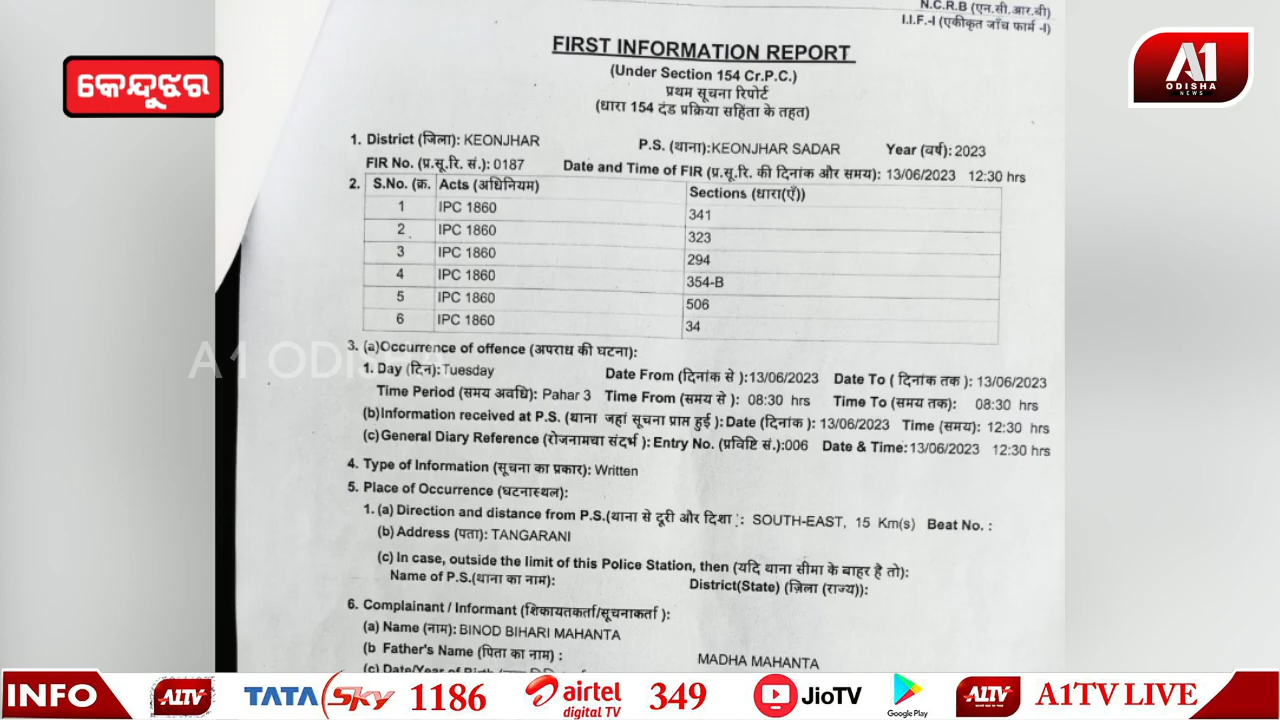 N.C.R.B (एन.सी.आर.बी)
I.I.F.-I (एकीकृत जाँच फार्म -I)
କେନ୍ଦୁଝର
A1
ODISHA
NEWS
FIRST INFORMATION REPORT
(Under Section 154 Cr.P.C.)
प्रथम सूचना रिपोर्ट
(धारा 154 दंड प्रक्रिया संहिता के तहत)
1. District (जिला): KEONJHAR P.S. (थाना):KEONJHAR SADAR Year (वर्ष): 2023
FIR No. (प्र.सू.रि. सं.): 0187 Date and Time of FIR (प्र.सू.रि. की दिनांक और समय): 13/06/2023 12:30 hrs
2. S.No. (क्र. Acts (अधिनियम) Sections (धारा(एँ))
1 IPC 1860 341
2 IPC 1860 323
3 IPC 1860 294
4 IPC 1860 354-B
5 IPC 1860 506
6 IPC 1860 34
3. (a)Occurrence of offence (अपराध की घटना):
A1 ODISHA
1. Day (दिन):Tuesday Date From (दिनांक से ):13/06/2023 Date To ( दिनांक तक ): 13/06/2023
Time Period (समय अवधि): Pahar 3 Time From (समय से ): 08:30 hrs Time To (समय तक): 08:30 hrs
(b)Information received at P.S. (थाना जहां सूचना प्राप्त हुई ):Date (दिनांक ): 13/06/2023 Time (समय): 12:30 hrs
(c)General Diary Reference (रोजनामचा संदर्भ ):Entry No. (प्रविष्टि सं.):006 Date & Time:13/06/2023 12:30 hrs
4. Type of Information (सूचना का प्रकार): Written
5. Place of Occurrence (घटनास्थल):
1. (a) Direction and distance from P.S.(थाना से दूरी और दिशा : SOUTH-EAST, 15 Km(s) Beat No. :
(b) Address (पता): TANGARANI
(c) In case, outside the limit of this Police Station, then (यदि थाना सीमा के बाहर है तो):
Name of P.S.(थाना का नाम): District(State) (ज़िला (राज्य)):
6. Complainant / Informant (शिकायतकर्ता/सूचनाकर्ता ):
(a) Name (नाम): BINOD BIHARI MAHANTA
(b Father's Name (पिता का नाम) : MADHA MAHANTA
(c) Date/Year of Birth
INFO A1TV TATA Sky 1186 airtel digital TV 349 JioTV Google Play A1TV A1TV LIVE